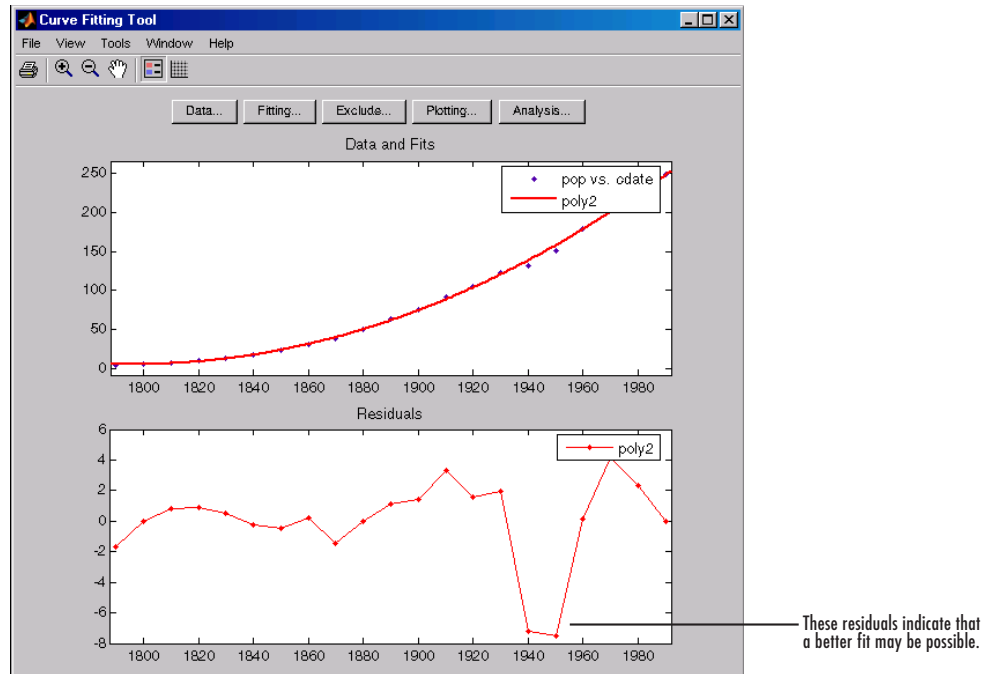 Curve Fitting Tool
File View Tools Window Help
Data... Fitting... Exclude... Plotting... Analysis...
Data and Fits
250
200
150
100
50
0
pop vs. cdate
poly2
1800 1820 1840 1860 1880 1900 1920 1940 1960 1980
Residuals
6
4
2
0
-2
-4
-6
-8
poly2
1800 1820 1840 1860 1880 1900 1920 1940 1960 1980
These residuals indicate that
a better fit may be possible.